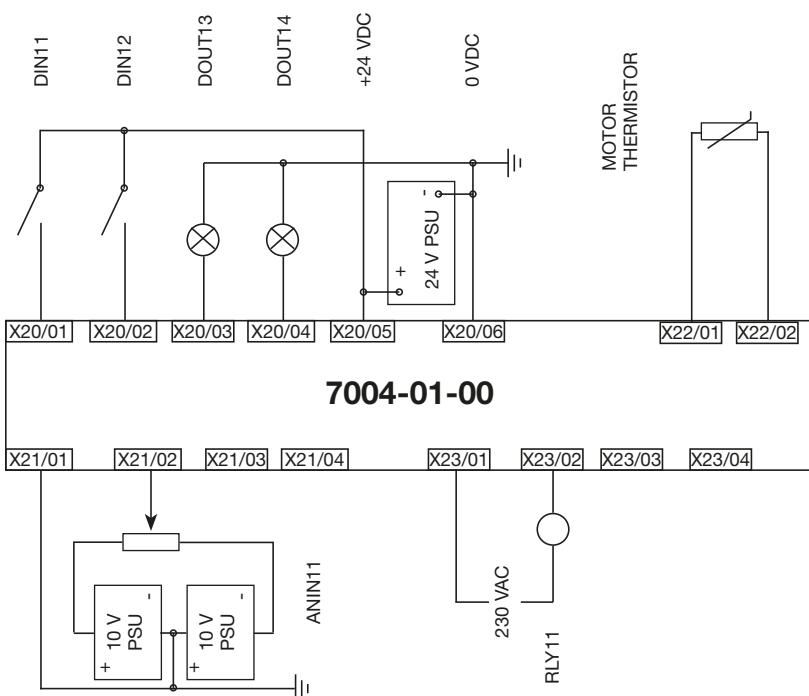 DIN11
DIN12
DOUT13
DOUT14
+24 VDC
0 VDC
MOTOR
THERMISTOR
-
24 V PSU
+
X20/01
X20/02
X20/03
X20/04
X20/05
X20/06
X22/01
X22/02
7004-01-00
X21/01
X21/02
X21/03
X21/04
X23/01
X23/02
X23/03
X23/04
-
10 V
PSU
+
-
10 V
PSU
+
ANIN11
230 VAC
RLY11